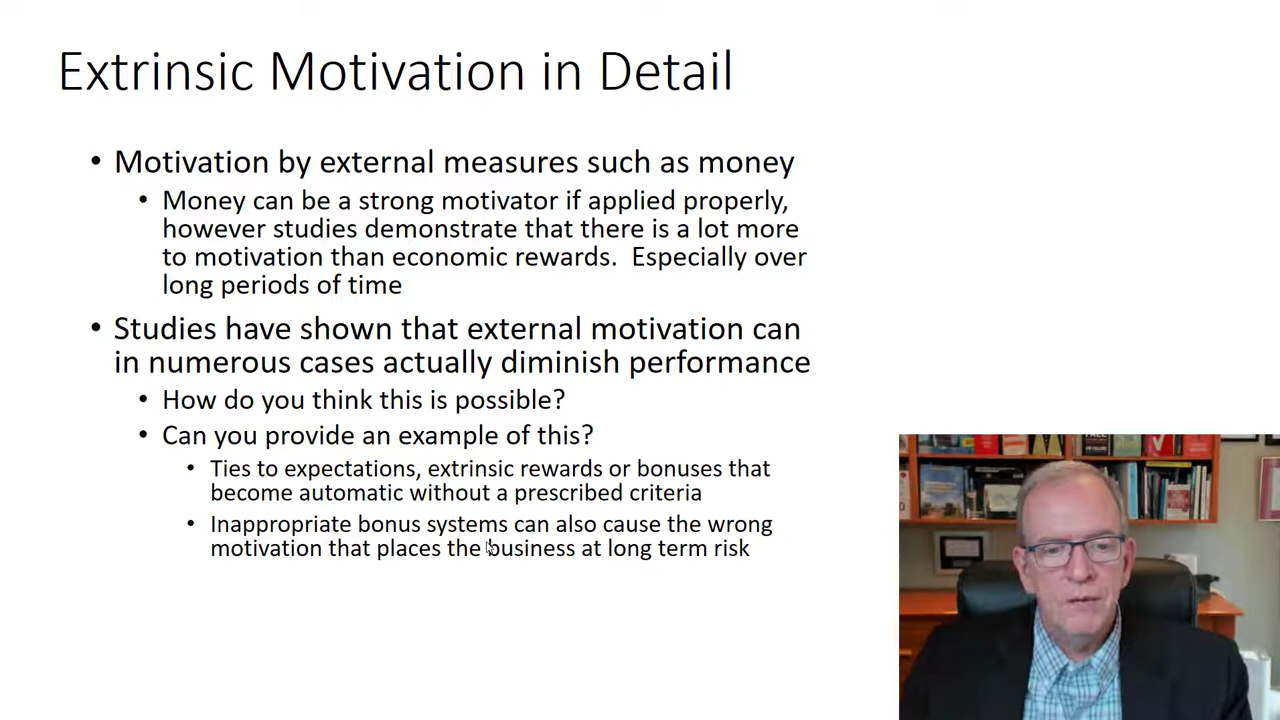 Extrinsic Motivation in Detail
• Motivation by external measures such as money
• Money can be a strong motivator if applied properly,
however studies demonstrate that there is a lot more
to motivation than economic rewards.  Especially over
long periods of time
• Studies have shown that external motivation can
in numerous cases actually diminish performance
• How do you think this is possible?
• Can you provide an example of this?
• Ties to expectations, extrinsic rewards or bonuses that
become automatic without a prescribed criteria
• Inappropriate bonus systems can also cause the wrong
motivation that places the business at long term risk